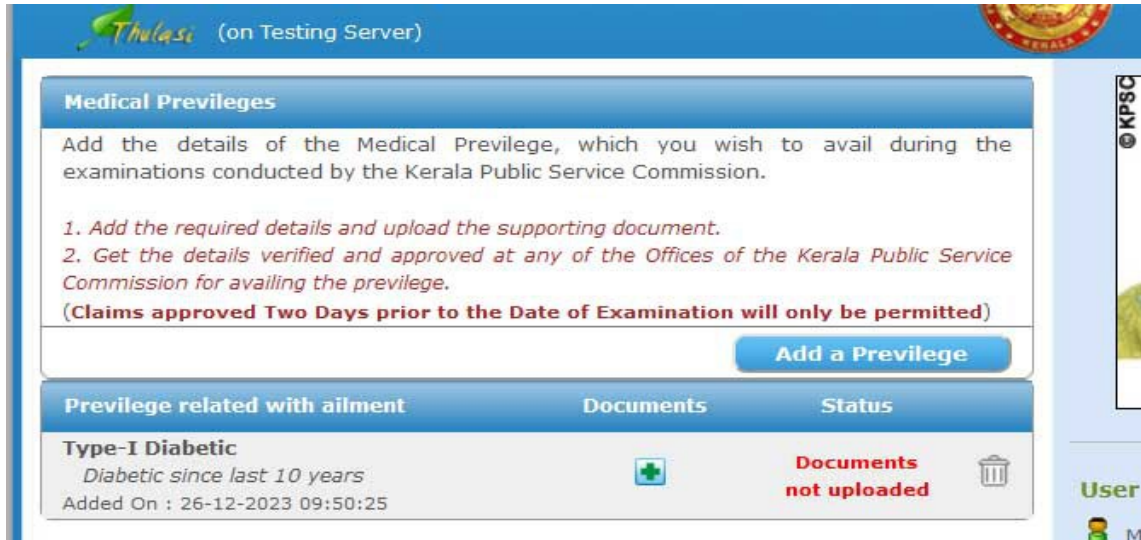 Thulasi (on Testing Server)
KERALA
© KPSC
Medical Previleges
Add the details of the Medical Previlege, which you wish to avail during the
examinations conducted by the Kerala Public Service Commission.
1. Add the required details and upload the supporting document.
2. Get the details verified and approved at any of the Offices of the Kerala Public Service
Commission for availing the previlege.
(Claims approved Two Days prior to the Date of Examination will only be permitted)
Add a Previlege
Previlege related with ailment Documents Status
Type-I Diabetic
Diabetic since last 10 years
Added On : 26-12-2023 09:50:25
Documents
not uploaded
User
M